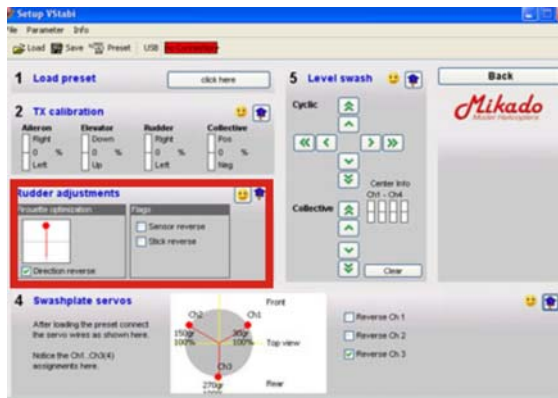 Setup VStabi
File Parameter Info
Load Save Preset USB
1 Load preset
click here
2 TX calibration
Aileron Elevator Rudder Collective
Right Down Right Pos
0 % 0 % 0 % 0 %
Left Up Left Neg
Rudder adjustments
Pirouette optimization
Direction reverse
Flags
Sensor reverse
Stick reverse
5 Level swash
Cyclic
Center Info
Ch1 - Ch4
Collective
Clear
Back
Mikado
Model Helicopters
4 Swashplate servos
After loading the preset connect
the servo wires as shown here.
Notice the Ch1..Ch3(4)
assignments here.
Front
Ch2 Ch1
150gr
100%
30gr
100%
Top view
Ch3
270gr
Rear
Reverse Ch 1
Reverse Ch 2
Reverse Ch 3